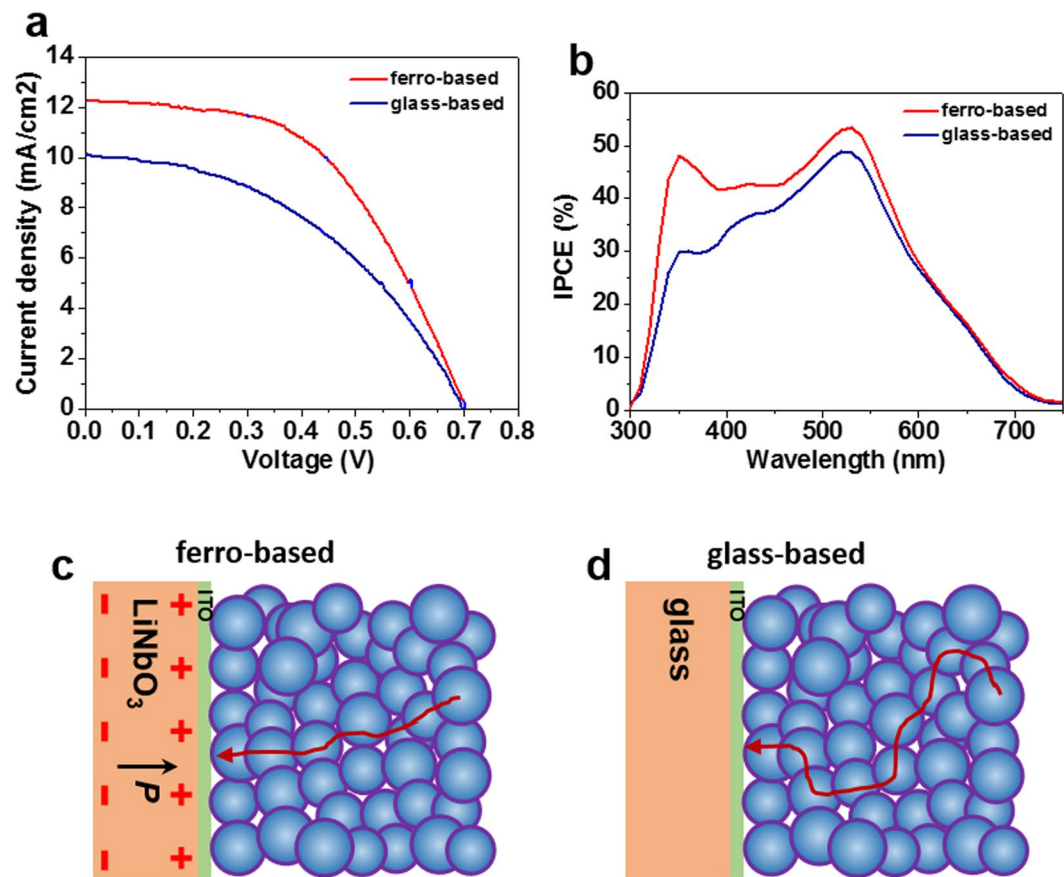 a
14
12
10
8
6
4
2
0
0.0 0.1 0.2 0.3 0.4 0.5 0.6 0.7 0.8
Voltage (V)
Current density (mA/cm2)
ferro-based
glass-based
b
60
50
40
30
20
10
0
300 400 500 600 700
Wavelength (nm)
IPCE (%)
ferro-based
glass-based
c
ferro-based
- +
- +
- +
- +
- +
LiNbO₃
P
ITO
d
glass-based
glass
ITO